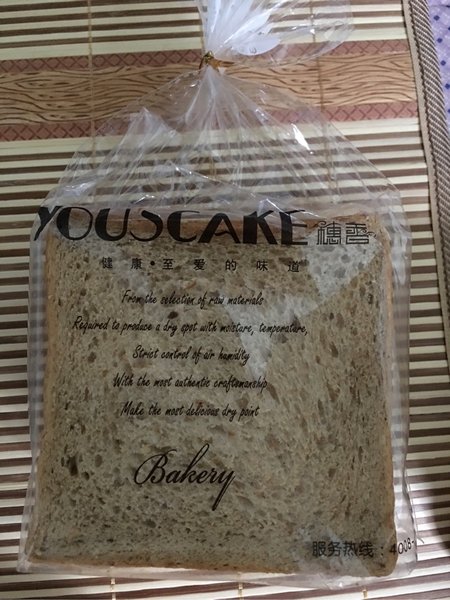 YOUSCAKE 穗香
健康·至爱的味道
From the selection of raw materials
Required to produce a dry spot with moisture, temperature,
Strict control of air humidity
With the most authentic craftsmanship
Make the most delicious dry point
Bakery
服务热线：4008-